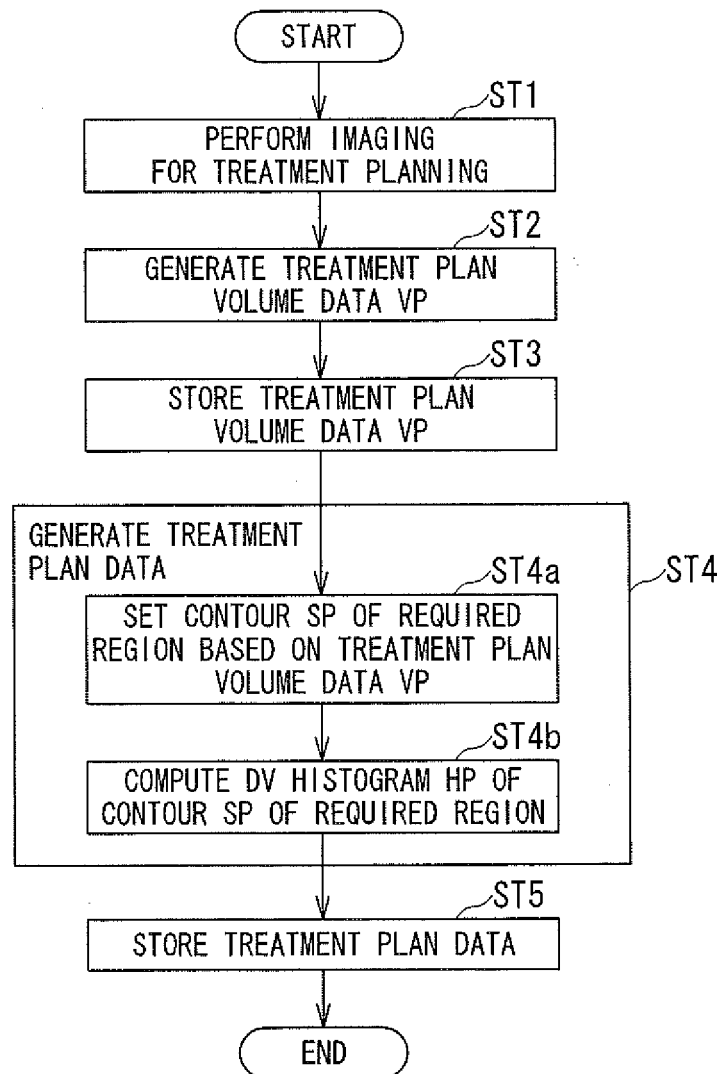 START
ST1
PERFORM IMAGING
FOR TREATMENT PLANNING
ST2
GENERATE TREATMENT PLAN
VOLUME DATA VP
ST3
STORE TREATMENT PLAN
VOLUME DATA VP
GENERATE TREATMENT
PLAN DATA
ST4
ST4a
SET CONTOUR SP OF REQUIRED
REGION BASED ON TREATMENT PLAN
VOLUME DATA VP
ST4b
COMPUTE DV HISTOGRAM HP OF
CONTOUR SP OF REQUIRED REGION
ST5
STORE TREATMENT PLAN DATA
END